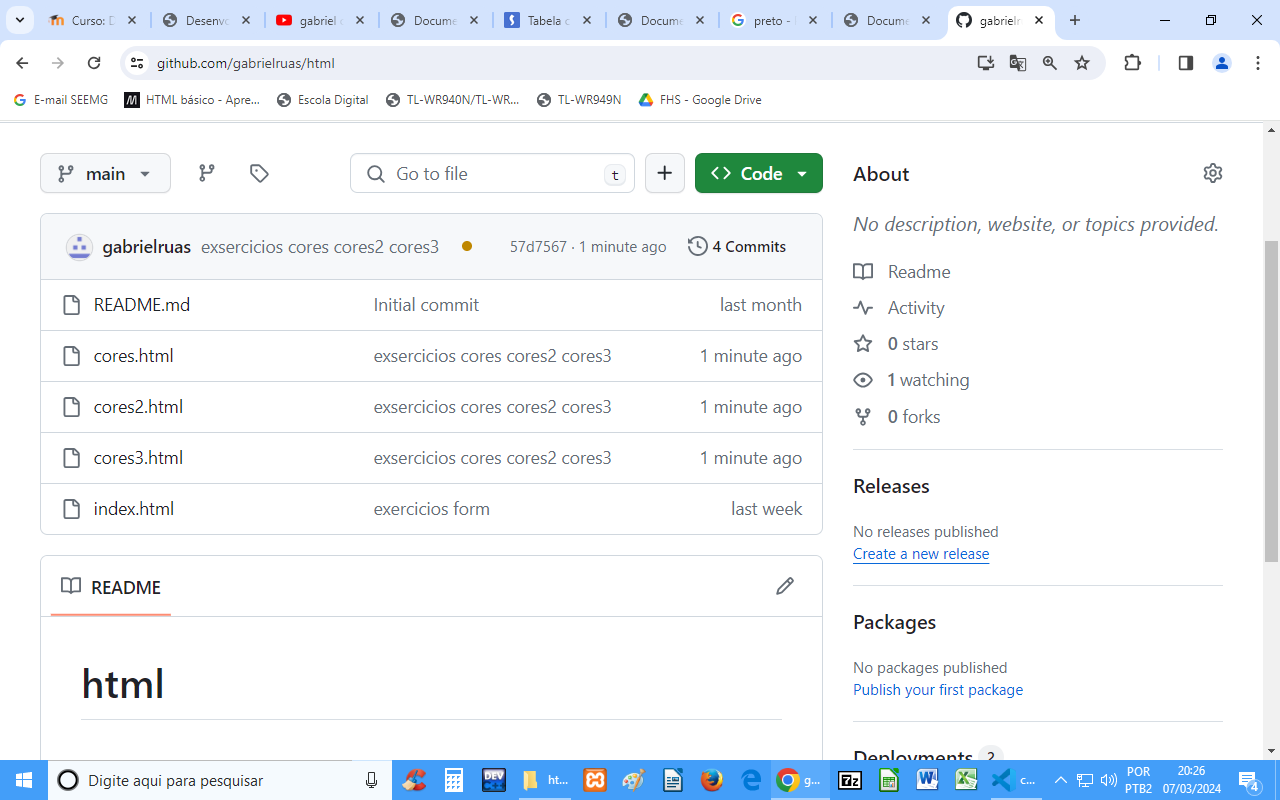 Curso: D
Desenvo
gabriel c
Docume
Tabela c
Docume
preto -
Docume
gabrielr
github.com/gabrielruas/html
E-mail SEEMG
HTML básico - Apre...
Escola Digital
TL-WR940N/TL-WR...
TL-WR949N
FHS - Google Drive
main
Go to file
t
Code
gabrielruas exsercicios cores cores2 cores3 57d7567 · 1 minute ago 4 Commits
README.md Initial commit last month
cores.html exsercicios cores cores2 cores3 1 minute ago
cores2.html exsercicios cores cores2 cores3 1 minute ago
cores3.html exsercicios cores cores2 cores3 1 minute ago
index.html exercicios form last week
README
html
About
No description, website, or topics provided.
Readme
Activity
0 stars
1 watching
0 forks
Releases
No releases published
Create a new release
Packages
No packages published
Publish your first package
Deployments 2
Digite aqui para pesquisar
DEV
C++
ht...
g...
7z
c...
POR
PTB2
20:26
07/03/2024
4